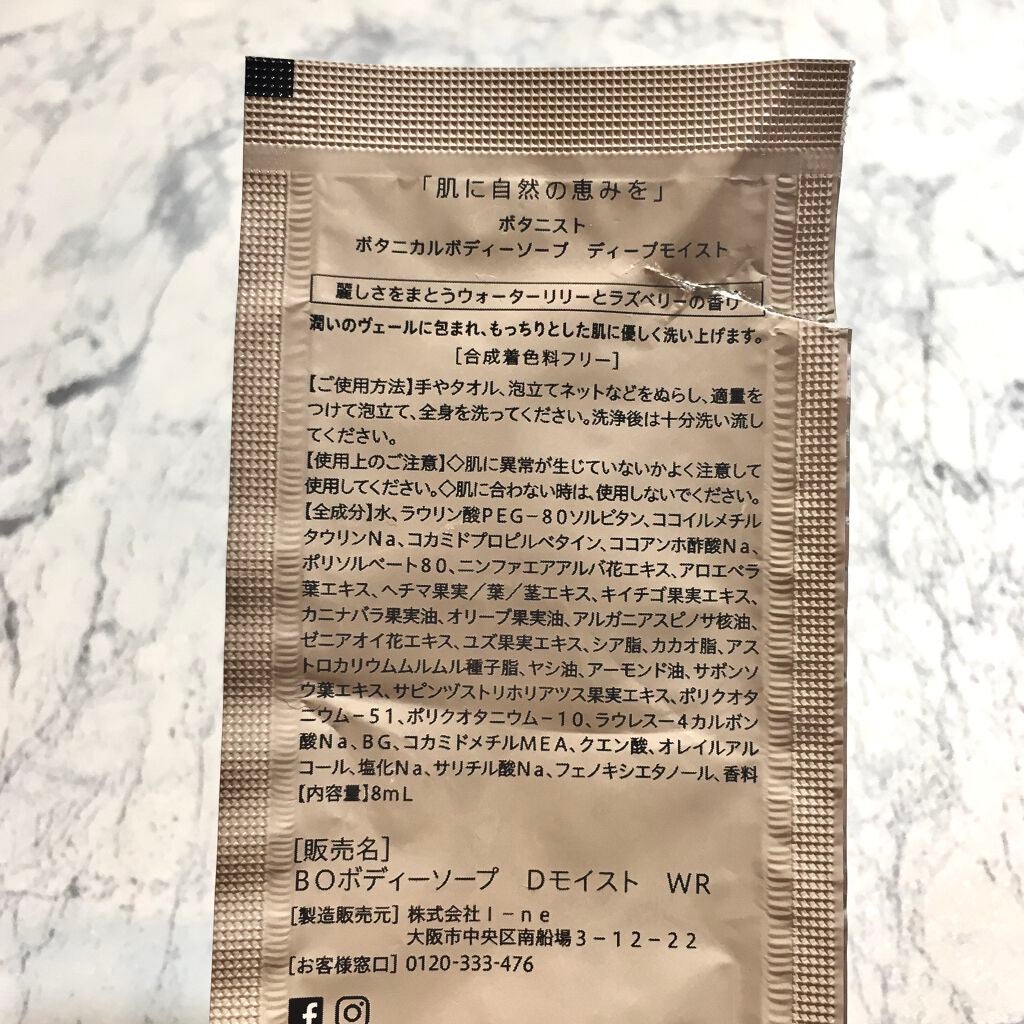 「肌に自然の恵みを」
ボタニスト
ボタニカルボディーソープ　ディープモイスト
麗しさをまとうウォーターリリーとラズベリーの香り
潤いのヴェールに包まれ、もっちりとした肌に優しく洗い上げます。
[合成着色料フリー]
【ご使用方法】手やタオル、泡立てネットなどをぬらし、適量を
つけて泡立て、全身を洗ってください。洗浄後は十分洗い流し
てください。
【使用上のご注意】◇肌に異常が生じていないかよく注意して
使用してください。◇肌に合わない時は、使用しないでください。
【全成分】水、ラウリン酸ＰＥＧ－８０ソルビタン、ココイルメチル
タウリンＮａ、コカミドプロピルベタイン、ココアンホ酢酸Ｎａ、
ポリソルベート８０、ニンファエアアルバ花エキス、アロエベラ
葉エキス、ヘチマ果実／葉／茎エキス、キイチゴ果実エキス、
カニナバラ果実油、オリーブ果実油、アルガニアスピノサ核油、
ゼニアオイ花エキス、ユズ果実エキス、シア脂、カカオ脂、アス
トロカリウムムルムル種子脂、ヤシ油、アーモンド油、サボンソ
ウ葉エキス、サピンヅストリホリアツス果実エキス、ポリクオタ
ニウム－５１、ポリクオタニウム－１０、ラウレス－４カルボン
酸Ｎａ、ＢＧ、コカミドメチルＭＥＡ、クエン酸、オレイルアル
コール、塩化Ｎａ、サリチル酸Ｎａ、フェノキシエタノール、香料
【内容量】8mL
[販売名]
ＢＯボディーソープ　Ｄモイスト　ＷＲ
[製造販売元] 株式会社Ｉ－ｎｅ
大阪市中央区南船場３－１２－２２
[お客様窓口] 0120-333-476